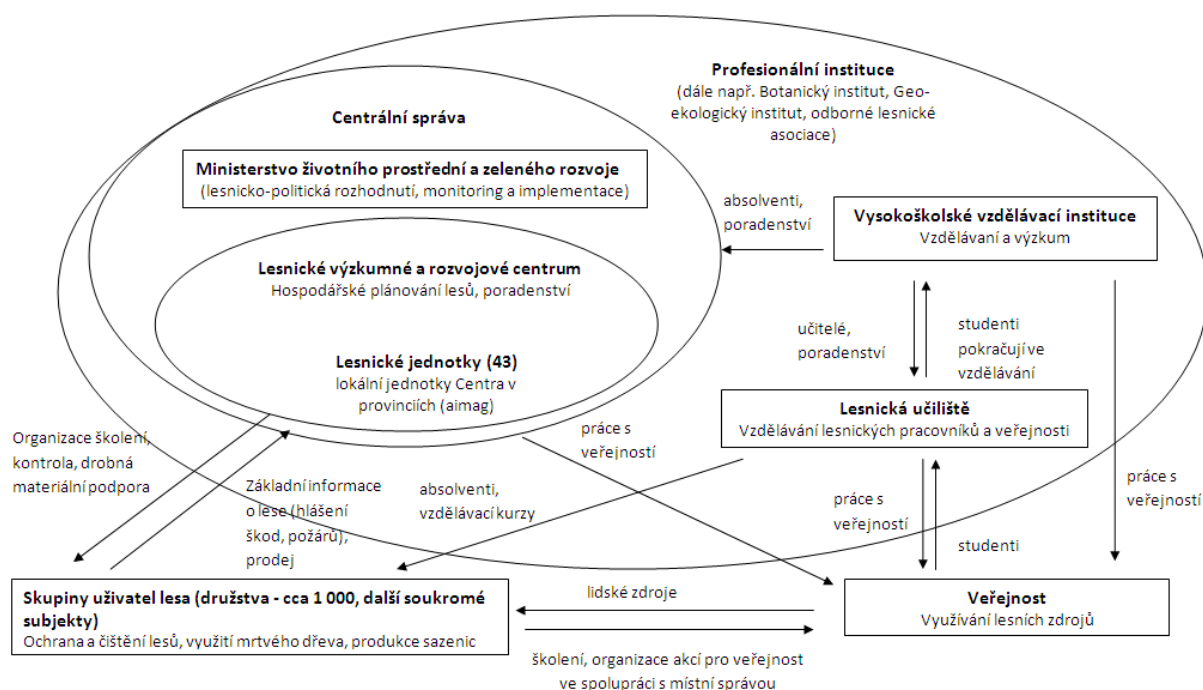 Profesionální instituce
(dále např. Botanický institut, Geo-
ekologický institut, odborné lesnické
asociace)
Centrální správa
Ministerstvo životního prostřední a zeleného rozvoje
(lesnicko-politická rozhodnutí, monitoring a implementace)
absolventi,
poradenství
Vysokoškolské vzdělávací instituce
Vzdělávaní a výzkum
Lesnické výzkumné a rozvojové centrum
Hospodářské plánování lesů, poradenství
učitelé,
poradenství
studenti
pokračují ve
vzdělávání
Lesnické jednotky (43)
lokální jednotky Centra v
provinciích (aimag)
Lesnická učiliště
Vzdělávání lesnických pracovníků a veřejnosti
Organizace školení,
kontrola, drobná
materiální podpora
práce s
veřejností
Základní informace
o lese (hlášení
škod, požárů),
prodej
absolventi,
vzdělávací kurzy
práce s
veřejností
práce s
veřejností
studenti
Skupiny uživatel lesa (družstva - cca 1 000, další soukromé
subjekty)
Ochrana a čištění lesů, využití mrtvého dřeva, produkce sazenic
lidské zdroje
Veřejnost
Využívání lesních zdrojů
školení, organizace akcí pro veřejnost
ve spolupráci s místní správou